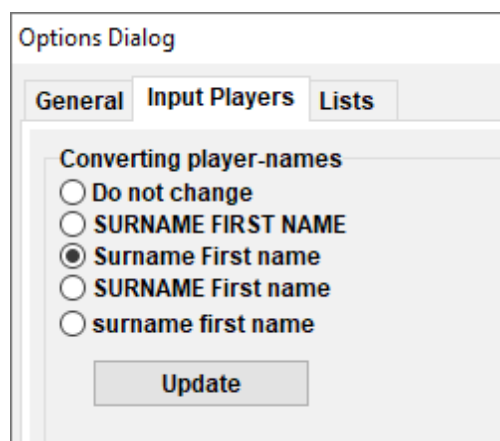 Options Dialog
General Input Players Lists
Converting player-names
Do not change
SURNAME FIRST NAME
Surname First name
SURNAME First name
surname first name
Update